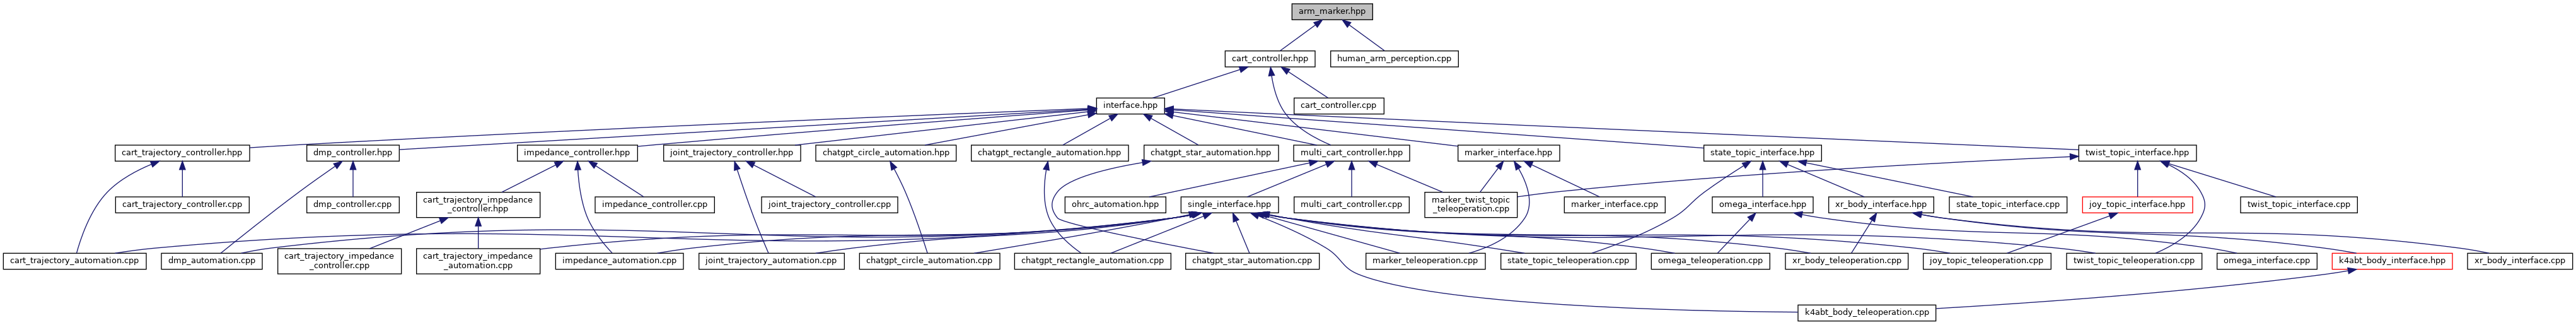 arm_marker.hpp
cart_controller.hpp
human_arm_perception.cpp
interface.hpp
cart_controller.cpp
cart_trajectory_controller.hpp
dmp_controller.hpp
impedance_controller.hpp
joint_trajectory_controller.hpp
chatgpt_circle_automation.hpp
chatgpt_rectangle_automation.hpp
chatgpt_star_automation.hpp
multi_cart_controller.hpp
marker_interface.hpp
state_topic_interface.hpp
twist_topic_interface.hpp
cart_trajectory_controller.cpp
dmp_controller.cpp
cart_trajectory_impedance
_controller.hpp
impedance_controller.cpp
joint_trajectory_controller.cpp
ohrc_automation.hpp
single_interface.hpp
multi_cart_controller.cpp
marker_twist_topic
_teleoperation.cpp
marker_interface.cpp
omega_interface.hpp
xr_body_interface.hpp
state_topic_interface.cpp
joy_topic_interface.hpp
twist_topic_interface.cpp
cart_trajectory_automation.cpp
dmp_automation.cpp
cart_trajectory_impedance
_controller.cpp
cart_trajectory_impedance
_automation.cpp
impedance_automation.cpp
joint_trajectory_automation.cpp
chatgpt_circle_automation.cpp
chatgpt_rectangle_automation.cpp
chatgpt_star_automation.cpp
marker_teleoperation.cpp
state_topic_teleoperation.cpp
omega_teleoperation.cpp
xr_body_teleoperation.cpp
joy_topic_teleoperation.cpp
twist_topic_teleoperation.cpp
omega_interface.cpp
k4abt_body_interface.hpp
xr_body_interface.cpp
k4abt_body_teleoperation.cpp